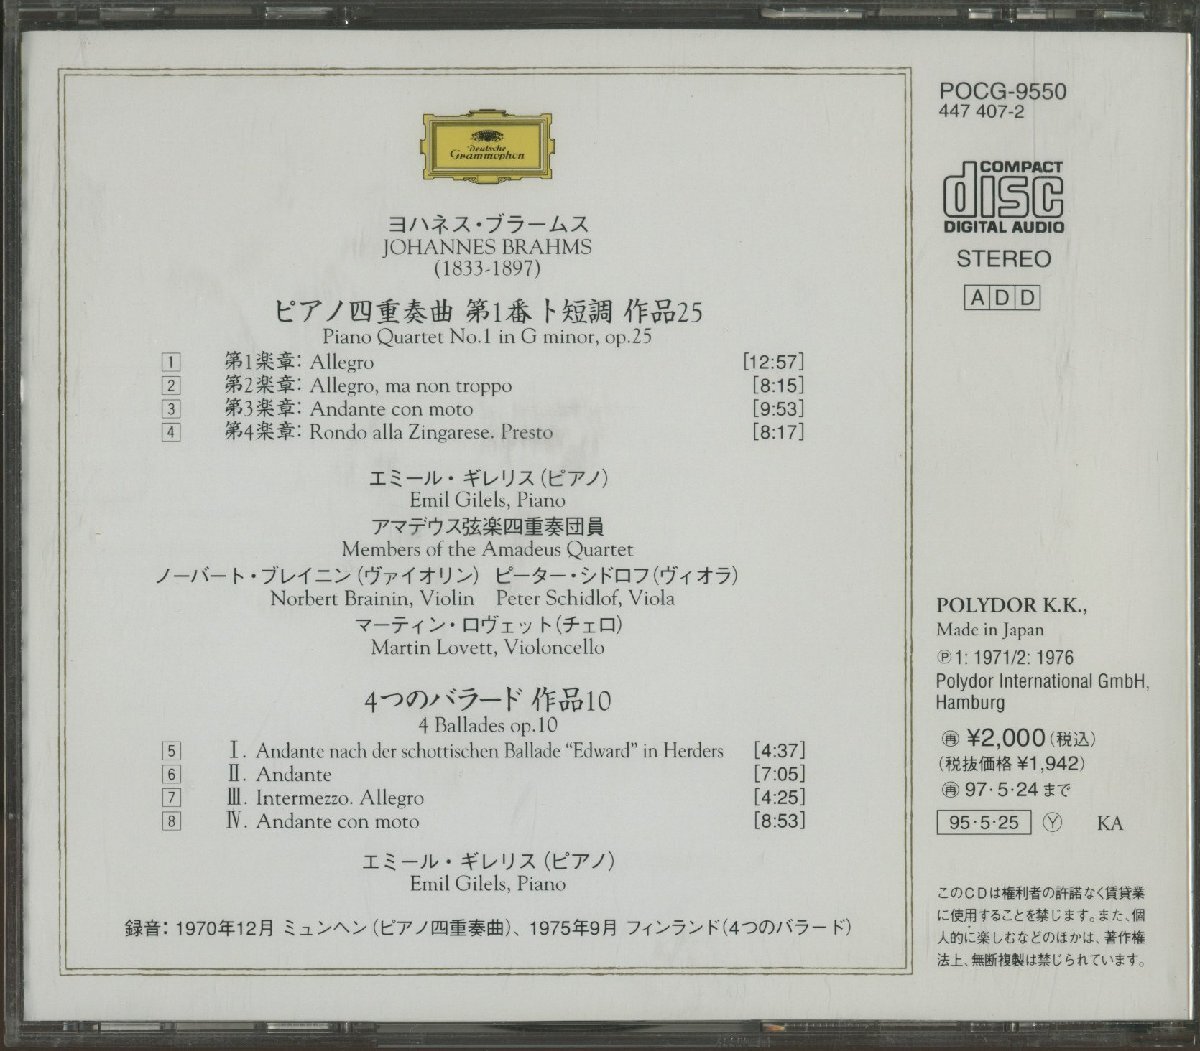 Deutsche
Grammophon
ヨハネス・ブラームス
JOHANNES BRAHMS
(1833-1897)
ピアノ四重奏曲 第1番 ト短調 作品25
Piano Quartet No.1 in G minor, op.25
1 第1楽章: Allegro [12:57]
2 第2楽章: Allegro, ma non troppo [8:15]
3 第3楽章: Andante con moto [9:53]
4 第4楽章: Rondo alla Zingarese. Presto [8:17]
エミール・ギレリス(ピアノ)
Emil Gilels, Piano
アマデウス弦楽四重奏団員
Members of the Amadeus Quartet
ノーバート・ブレイニン(ヴァイオリン) ピーター・シドロフ(ヴィオラ)
Norbert Brainin, Violin Peter Schidlof, Viola
マーティン・ロヴェット(チェロ)
Martin Lovett, Violoncello
4つのバラード 作品10
4 Ballades op.10
5 Ⅰ. Andante nach der schottischen Ballade “Edward” in Herders [4:37]
6 Ⅱ. Andante [7:05]
7 Ⅲ. Intermezzo. Allegro [4:25]
8 Ⅳ. Andante con moto [8:53]
エミール・ギレリス(ピアノ)
Emil Gilels, Piano
録音: 1970年12月 ミュンヘン(ピアノ四重奏曲)、1975年9月 フィンランド(4つのバラード)
POCG-9550
447 407-2
COMPACT
disc
DIGITAL AUDIO
STEREO
ADD
POLYDOR K.K.,
Made in Japan
℗1: 1971/2: 1976
Polydor International GmbH,
Hamburg
㊐ ¥2,000(税込)
(税抜価格 ¥1,942)
97·5·24まで
95·5·25 Ⓨ KA
このCDは権利者の許諾なく賃貸業
に使用することを禁じます。また、個
人的に楽しむなどのほかは、著作権
法上、無断複製は禁じられています。